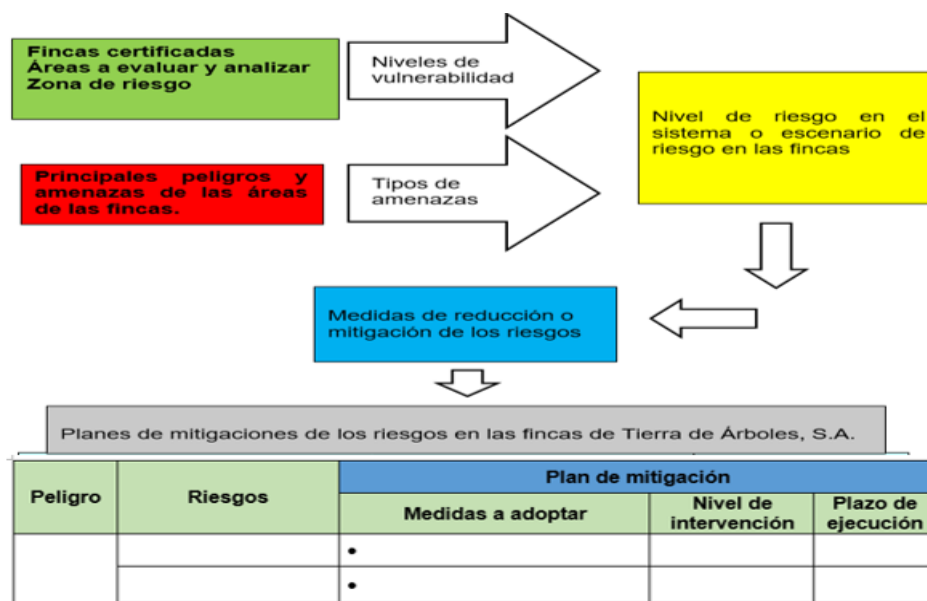 Fincas certificadas
Áreas a evaluar y analizar
Zona de riesgo
Niveles de
vulnerabilidad
Nivel de riesgo en el
sistema o escenario de
riesgo en las fincas
Principales peligros y
amenazas de las áreas
de las fincas.
Tipos de
amenazas
Medidas de reducción o
mitigación de los riesgos
Planes de mitigaciones de los riesgos en las fincas de Tierra de Árboles, S.A.
Peligro
Riesgos
Plan de mitigación
Medidas a adoptar
Nivel de
intervención
Plazo de
ejecución